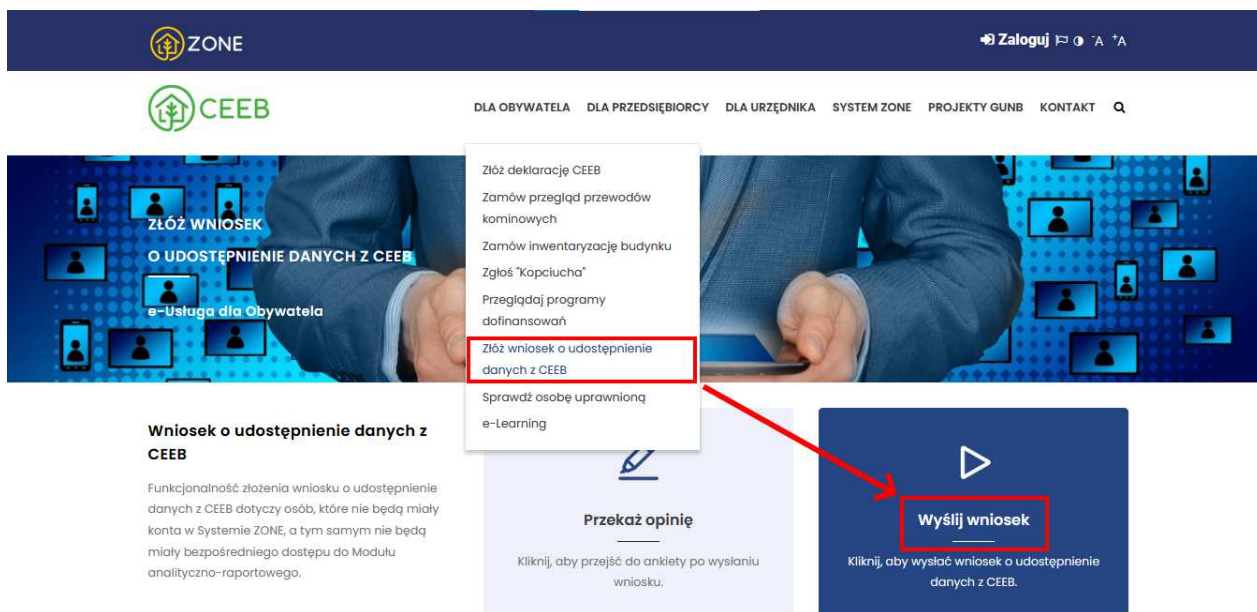 ZONE
Zaloguj -A +A
CEEB
DLA OBYWATELA DLA PRZEDSIĘBIORCY DLA URZĘDNIKA SYSTEM ZONE PROJEKTY GUNB KONTAKT
Złóż deklarację CEEB
Zamów przegląd przewodów
kominowych
Zamów inwentaryzację budynku
Zgłoś "Kopciucha"
Przeglądaj programy
dofinansowań
Złóż wniosek o udostępnienie
danych z CEEB
Sprawdź osobę uprawnioną
e-Learning
ZŁÓŻ WNIOSEK
O UDOSTĘPNIENIE DANYCH Z CEEB
e-Usługa dla Obywatela
Wniosek o udostępnienie danych z
CEEB
Funkcjonalność złożenia wniosku o udostępnienie
danych z CEEB dotyczy osób, które nie będą miały
konta w Systemie ZONE, a tym samym nie będą
miały bezpośredniego dostępu do Modułu
analityczno-raportowego.
Przekaż opinię
Kliknij, aby przejść do ankiety po wysłaniu
wniosku.
Wyślij wniosek
Kliknij, aby wysłać wniosek o udostępnienie
danych z CEEB.